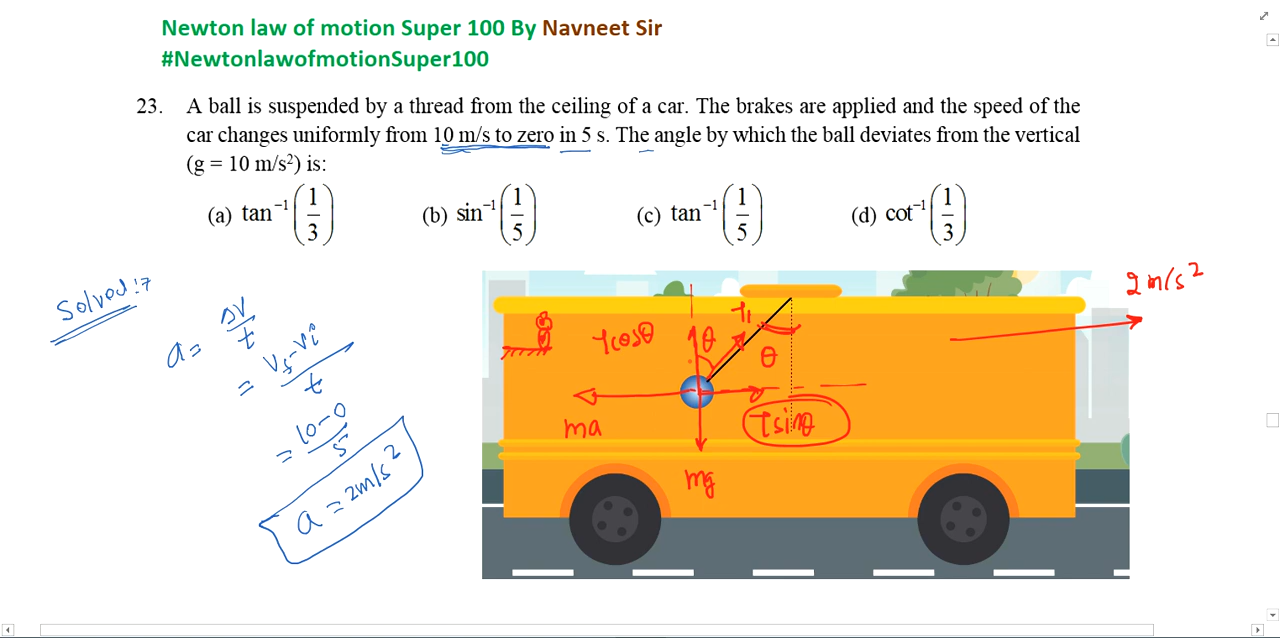 Newton law of motion Super 100 By Navneet Sir
#NewtonlawofmotionSuper100
23. A ball is suspended by a thread from the ceiling of a car. The brakes are applied and the speed of the
car changes uniformly from 10 m/s to zero in 5 s. The angle by which the ball deviates from the vertical
(g = 10 m/s²) is:
(a) tan⁻¹(1/3) (b) sin⁻¹(1/5) (c) tan⁻¹(1/5) (d) cot⁻¹(1/3)
a = ΔV/t
= Vf-Vi/t
= 10-0/5
a = 2m/s²
2 m/s²
Tcosθ
θ
θ
ma
Tsinθ
mg